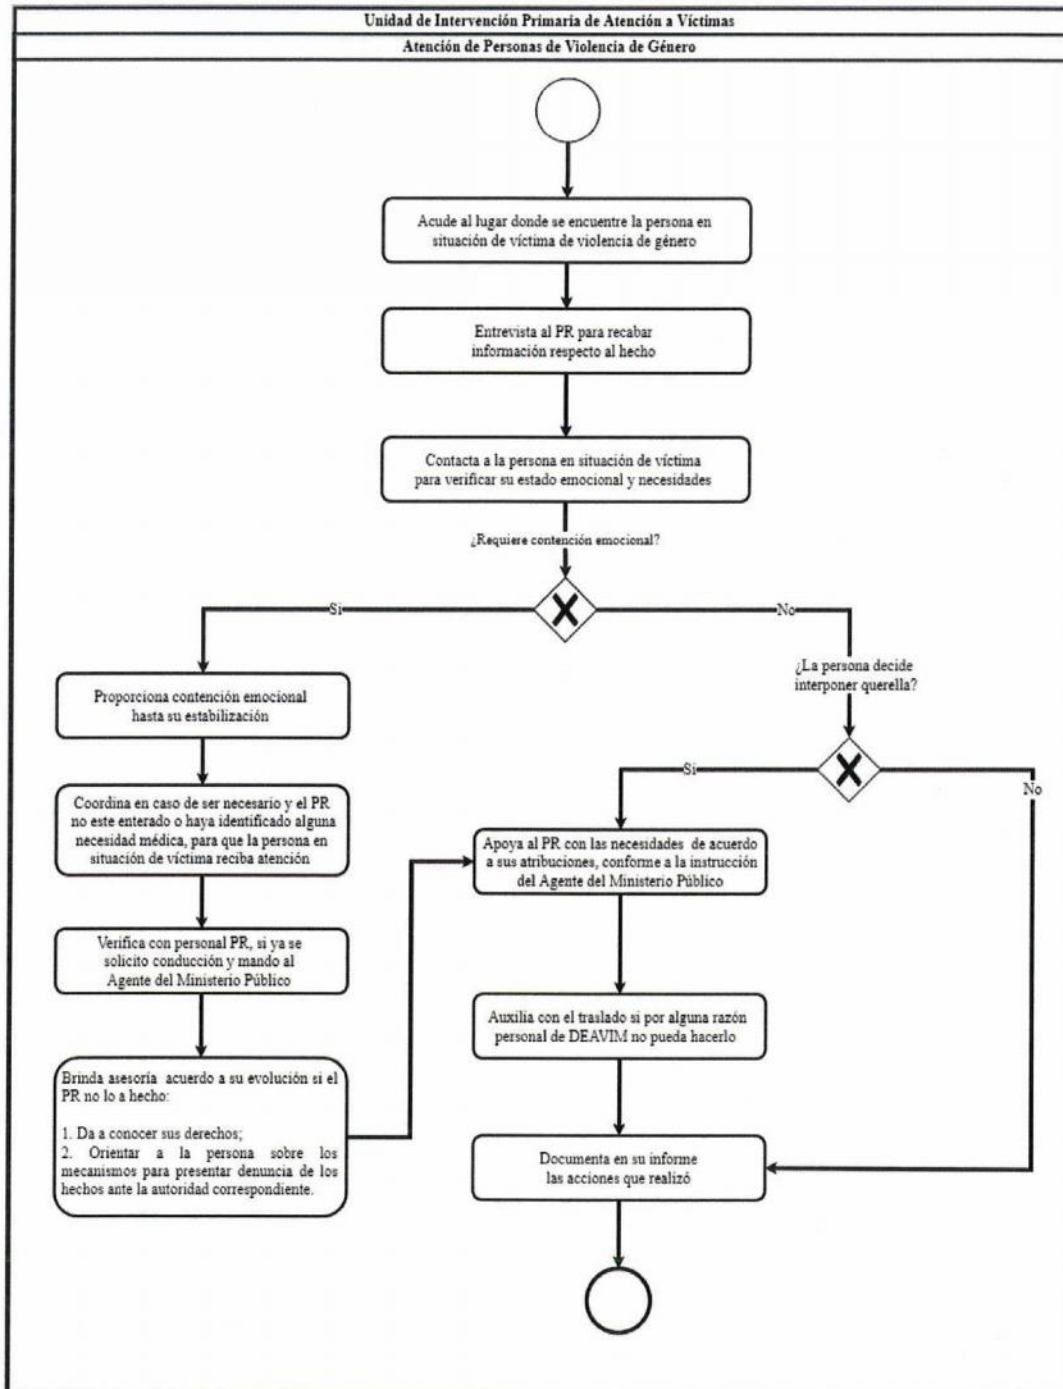 Unidad de Intervención Primaria de Atención a Víctimas
Atención de Personas de Violencia de Género
Acude al lugar donde se encuentre la persona en
situación de víctima de violencia de género
Entrevista al PR para recabar
información respecto al hecho
Contacta a la persona en situación de víctima
para verificar su estado emocional y necesidades
¿Requiere contención emocional?
Si
No
Proporciona contención emocional
hasta su estabilización
Coordina en caso de ser necesario y el PR
no este enterado o haya identificado alguna
necesidad médica, para que la persona en
situación de víctima reciba atención
Verifica con personal PR, si ya se
solicito conducción y mando al
Agente del Ministerio Público
Brinda asesoría acuerdo a su evolución si el
PR no lo a hecho:
1. Da a conocer sus derechos;
2. Orientar a la persona sobre los
mecanismos para presentar denuncia de los
hechos ante la autoridad correspondiente.
¿La persona decide
interponer querella?
Si
No
Apoya al PR con las necesidades de acuerdo
a sus atribuciones, conforme a la instrucción
del Agente del Ministerio Público
Auxilia con el traslado si por alguna razón
personal de DEAVIM no pueda hacerlo
Documenta en su informe
las acciones que realizó